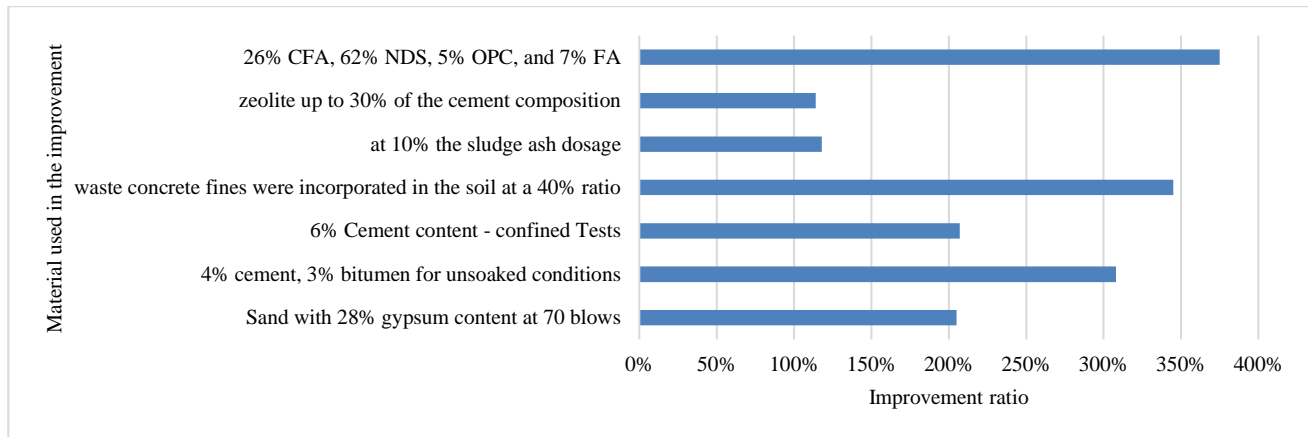 Material used in the improvement
26% CFA, 62% NDS, 5% OPC, and 7% FA
zeolite up to 30% of the cement composition
at 10% the sludge ash dosage
waste concrete fines were incorporated in the soil at a 40% ratio
6% Cement content - confined Tests
4% cement, 3% bitumen for unsoaked conditions
Sand with 28% gypsum content at 70 blows
0% 50% 100% 150% 200% 250% 300% 350% 400%
Improvement ratio